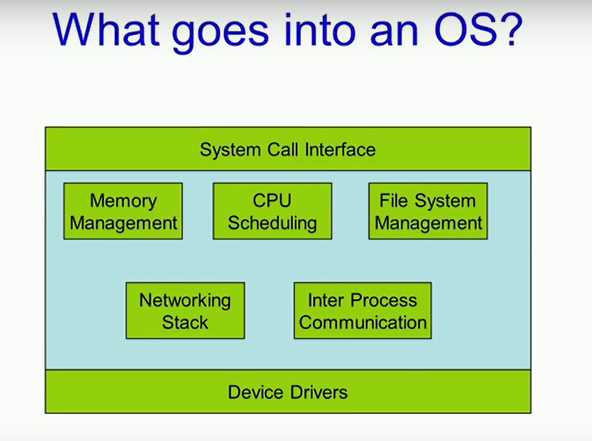 What goes into an OS?
System Call Interface
Memory
Management
CPU
Scheduling
File System
Management
Networking
Stack
Inter Process
Communication
Device Drivers